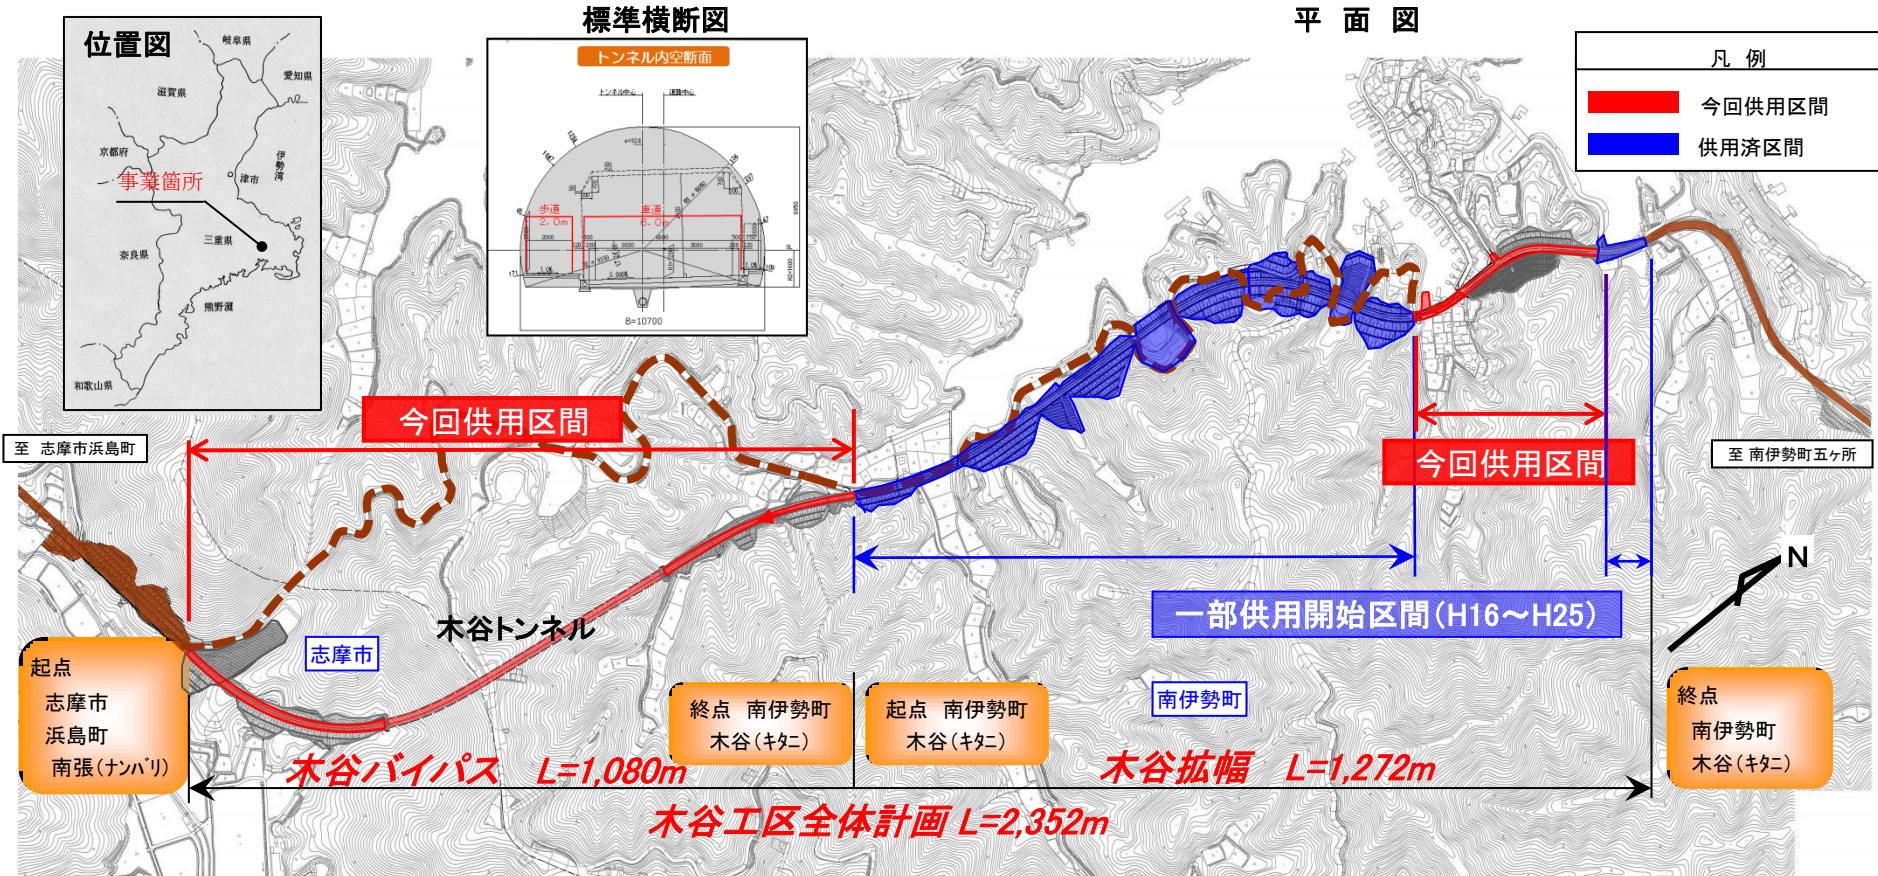 標準横断図
平 面 図
位置図
岐阜県
愛知県
滋賀県
京都府
伊勢湾
津市
事業箇所
三重県
奈良県
熊野灘
和歌山県
トンネル内空断面
トンネル中心
道路中心
歩道
2.0m
車道
6.0m
B=10700
凡 例
今回供用区間
供用済区間
今回供用区間
至 志摩市浜島町
今回供用区間
至 南伊勢町五ヶ所
N
一部供用開始区間(H16～H25)
木谷トンネル
志摩市
南伊勢町
起点
志摩市
浜島町
南張(ナンバリ)
終点 南伊勢町
木谷(キタニ)
起点 南伊勢町
木谷(キタニ)
終点
南伊勢町
木谷(キタニ)
木谷バイパス L=1,080m
木谷拡幅 L=1,272m
木谷工区全体計画 L=2,352m